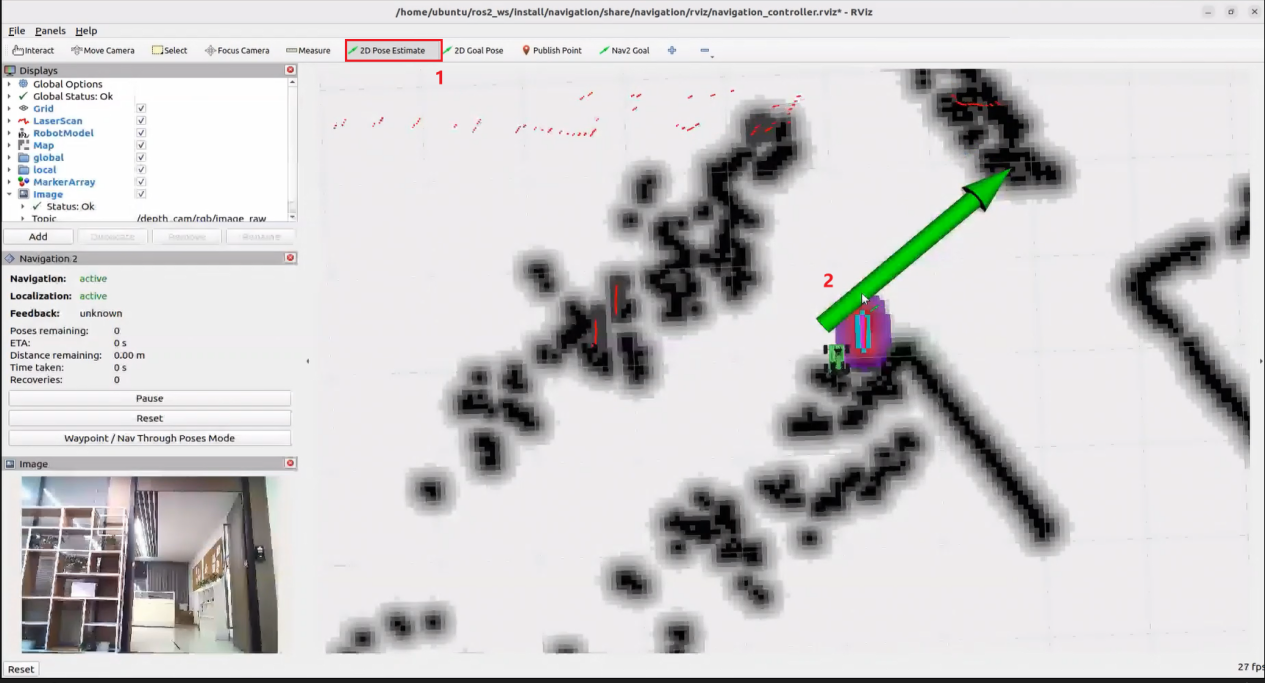 /home/ubuntu/ros2_ws/install/navigation/share/navigation/rviz/navigation_controller.rviz* - RViz
File Panels Help
Interact Move Camera Select Focus Camera Measure 2D Pose Estimate 2D Goal Pose Publish Point Nav2 Goal
1
Displays
Global Options
Global Status: Ok
Grid
LaserScan
RobotModel
Map
global
local
MarkerArray
Image
Status: Ok
Topic /depth_cam/rgb/image_raw
Add Duplicate Remove Rename
Navigation 2
Navigation: active
Localization: active
Feedback: unknown
Poses remaining: 0
ETA: 0 s
Distance remaining: 0.00 m
Time taken: 0 s
Recoveries: 0
Pause
Reset
Waypoint / Nav Through Poses Mode
Image
2
Reset
27 fps